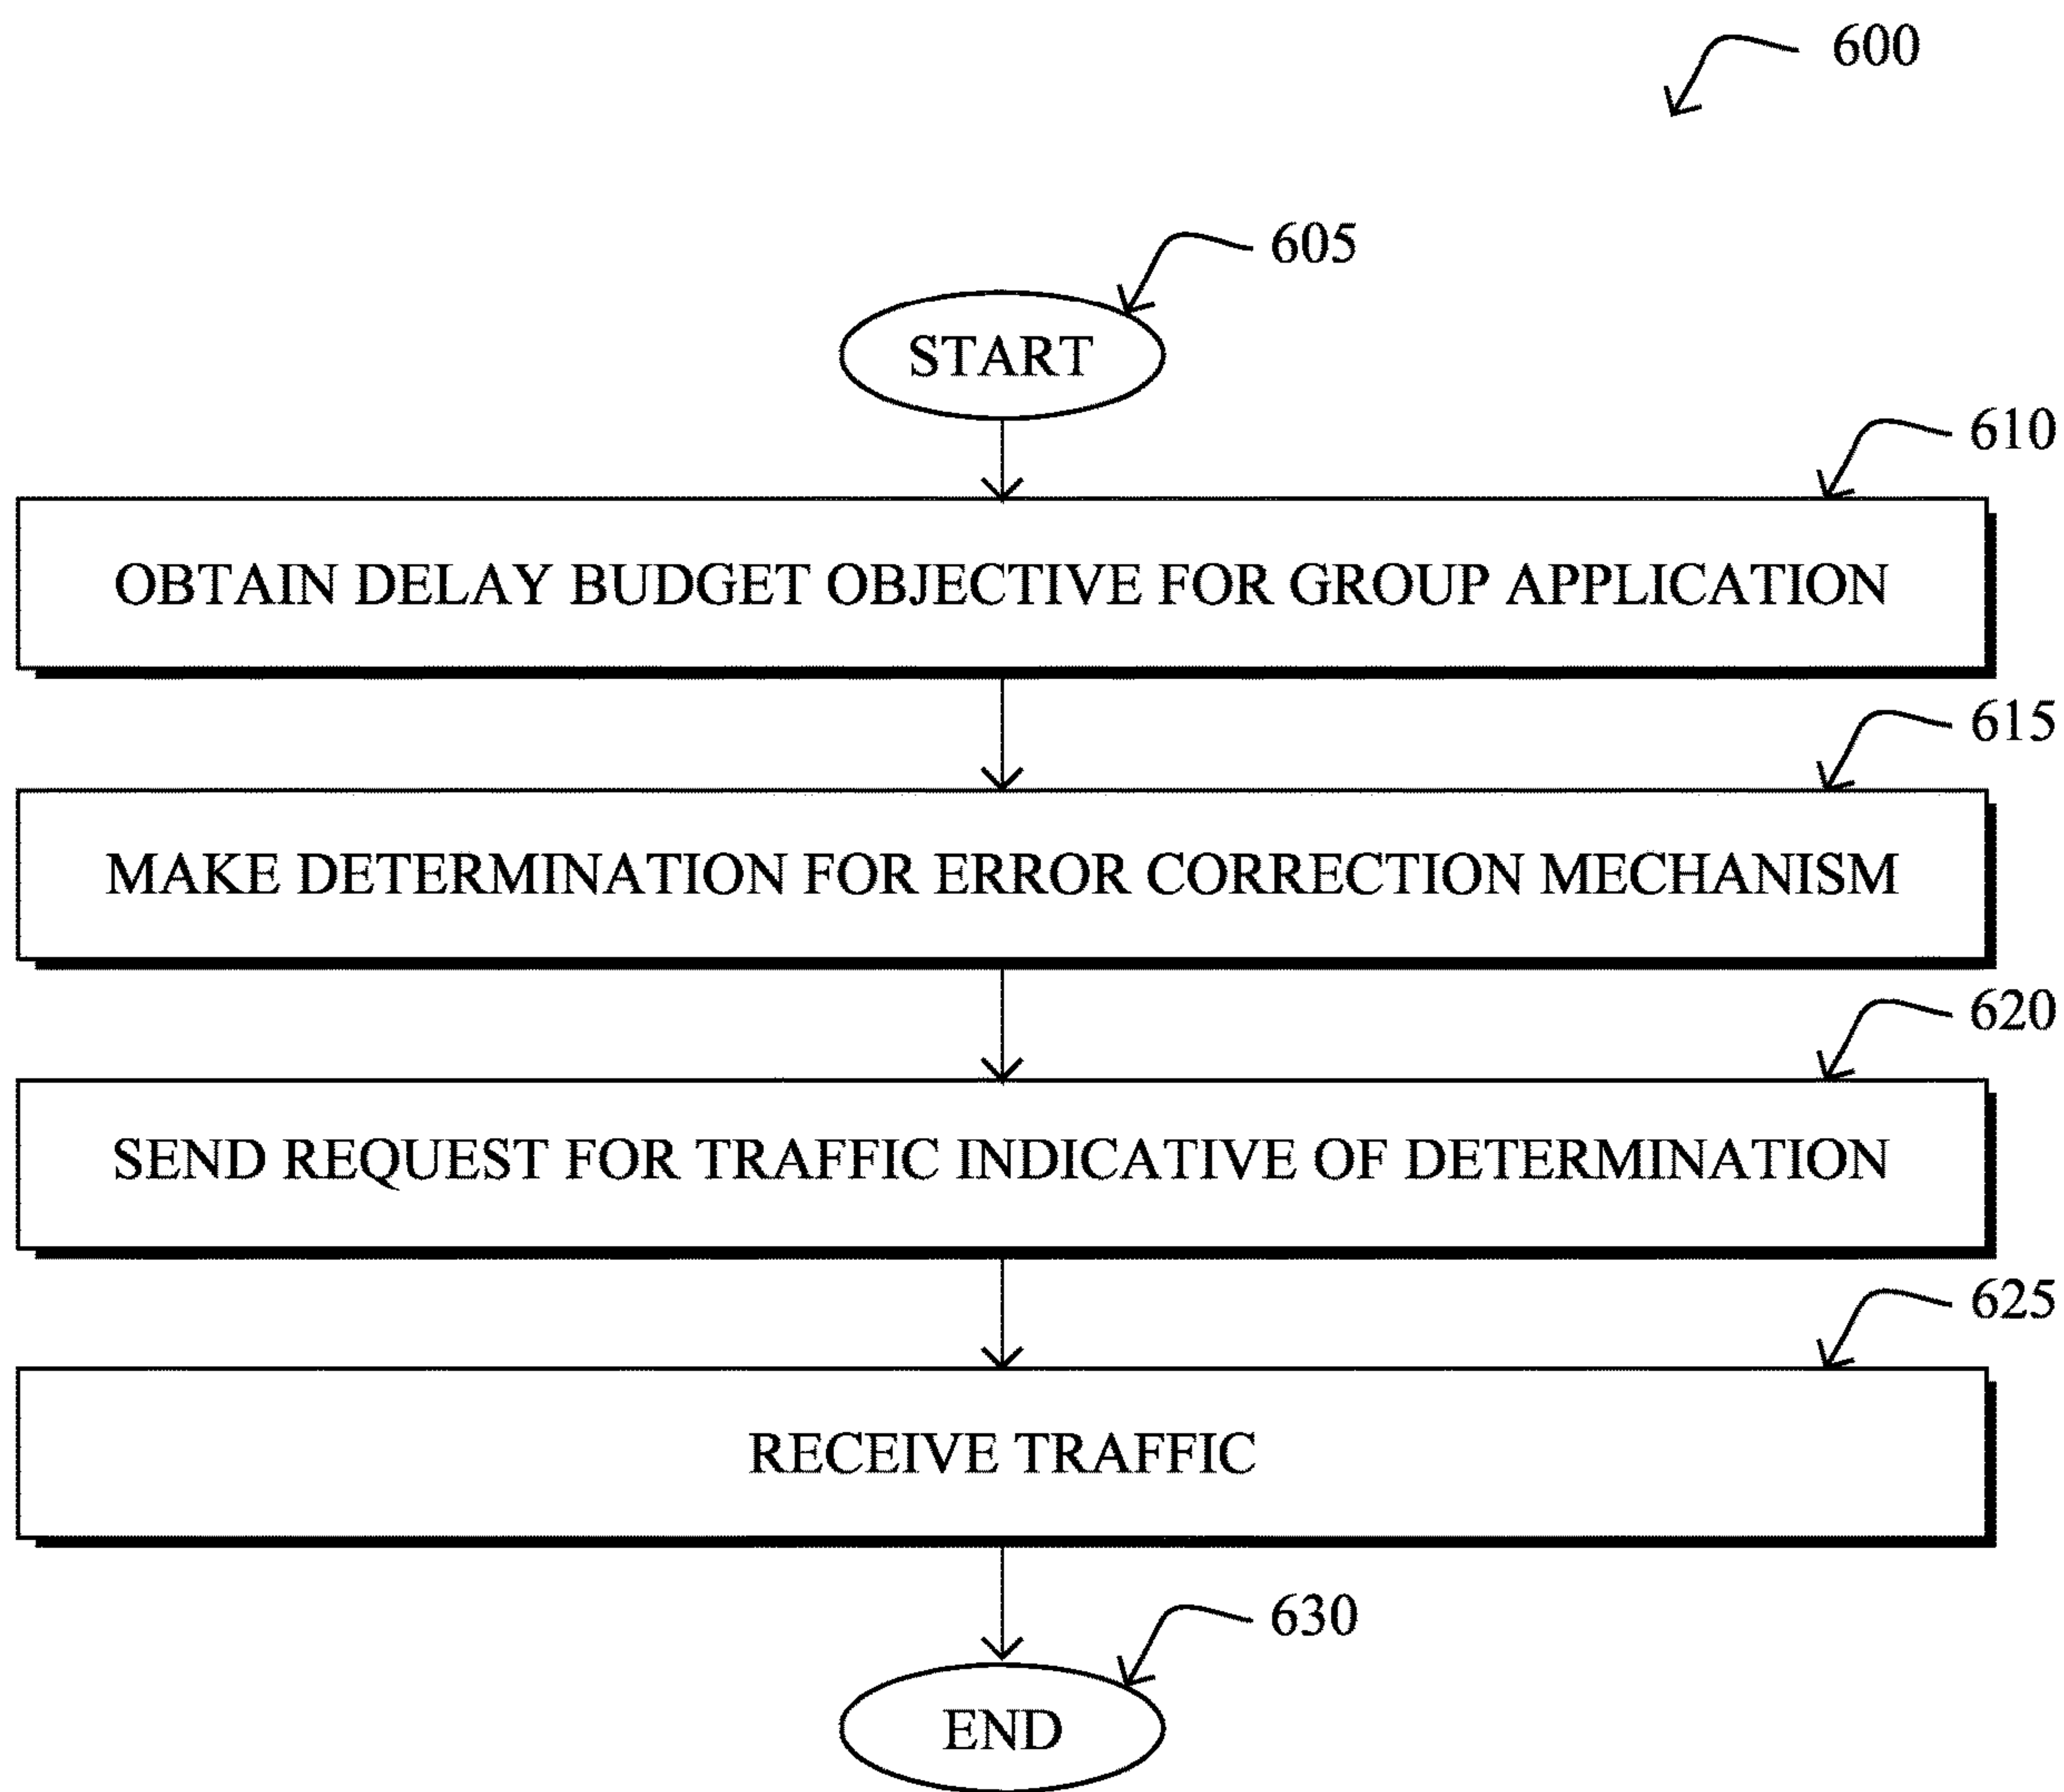 600
605
START
610
OBTAIN DELAY BUDGET OBJECTIVE FOR GROUP APPLICATION
615
MAKE DETERMINATION FOR ERROR CORRECTION MECHANISM
620
SEND REQUEST FOR TRAFFIC INDICATIVE OF DETERMINATION
625
RECEIVE TRAFFIC
630
END